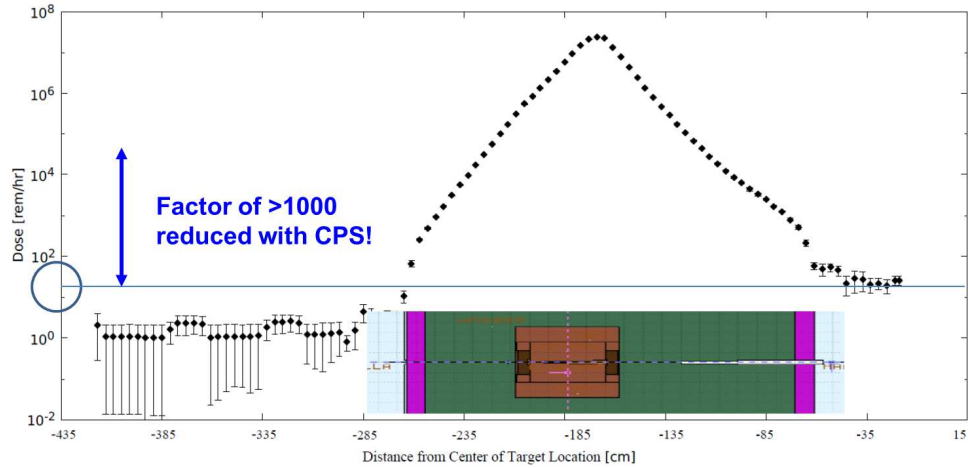 10^8
10^6
10^4
10^2
10^0
10^-2
Dose [rem/hr]
Factor of >1000
reduced with CPS!
-435 -385 -335 -285 -235 -185 -135 -85 -35 15
Distance from Center of Target Location [cm]